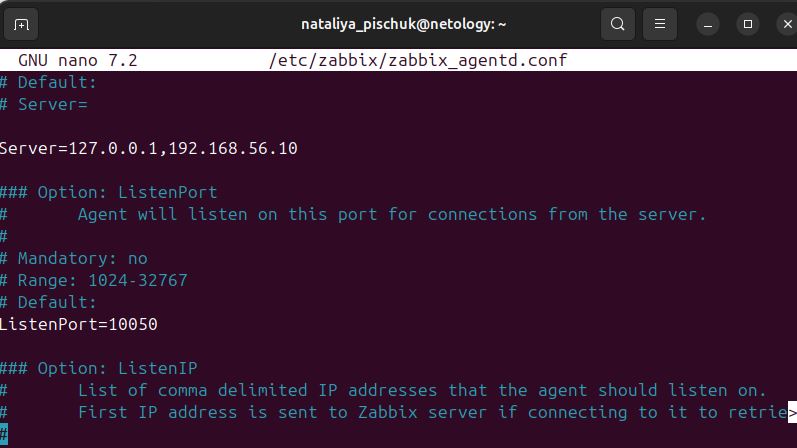 nataliya_pischuk@netology: ~
GNU nano 7.2 /etc/zabbix/zabbix_agentd.conf
# Default:
# Server=
Server=127.0.0.1,192.168.56.10
### Option: ListenPort
# Agent will listen on this port for connections from the server.
#
# Mandatory: no
# Range: 1024-32767
# Default:
ListenPort=10050
### Option: ListenIP
# List of comma delimited IP addresses that the agent should listen on.
# First IP address is sent to Zabbix server if connecting to it to retrie>
#